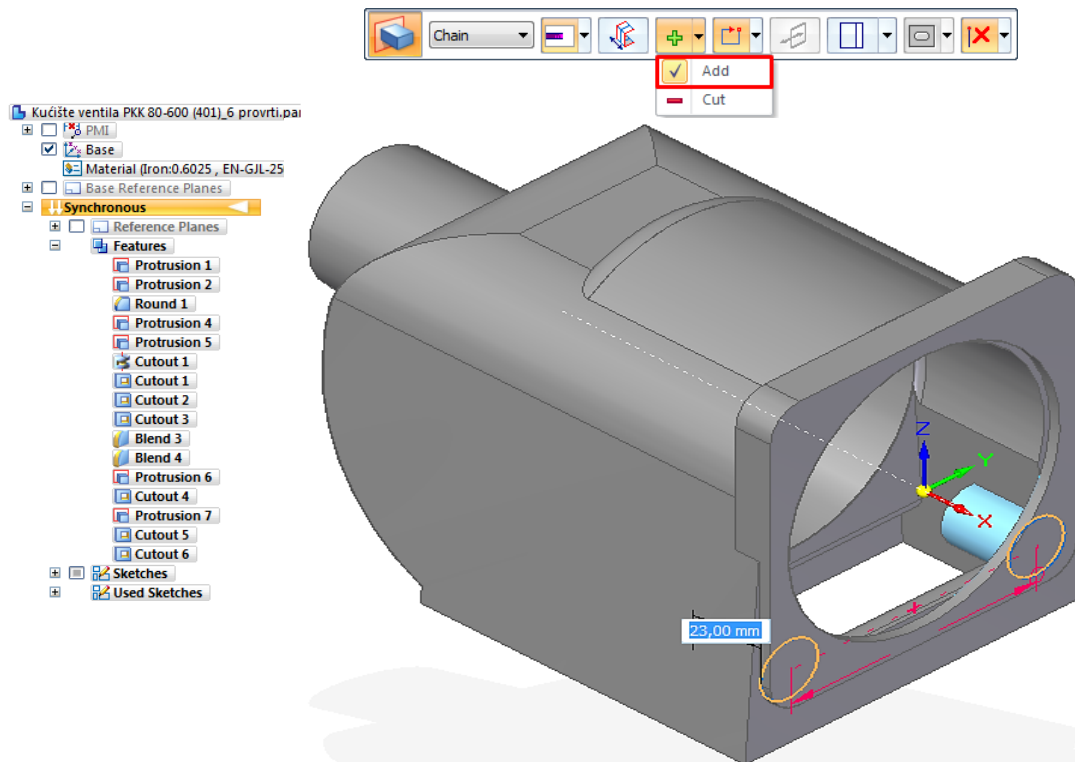 Chain
Add
Cut
Kućište ventila PKK 80-600 (401)_6 provrti.par
PMI
Base
Material (Iron:0.6025 , EN-GJL-25
Base Reference Planes
Synchronous
Reference Planes
Features
Protrusion 1
Protrusion 2
Round 1
Protrusion 4
Protrusion 5
Cutout 1
Cutout 1
Cutout 2
Cutout 3
Blend 3
Blend 4
Protrusion 6
Cutout 4
Protrusion 7
Cutout 5
Cutout 6
Sketches
Used Sketches
Z
Y
X
23,00 mm